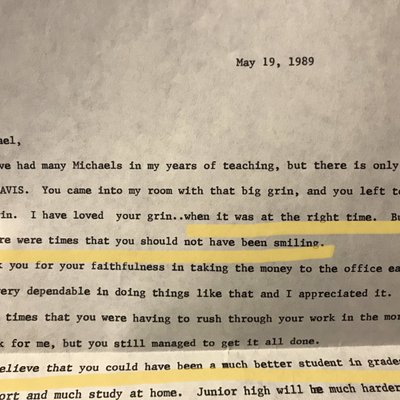 May 19, 1989
ael,
ve had many Michaels in my years of teaching, but there is only
AVIS. You came into my room with that big grin, and you left to
in. I have loved your grin..when it was at the right time. Bu
re were times that you should not have been smiling.
k you for your faithfulness in taking the money to the office ea
very dependable in doing things like that and I appreciated it.
times that you were having to rush through your work in the mor
k for me, but you still managed to get it all done.
elieve that you could have been a much better student in grades
ort and much study at home. Junior high will be much harder